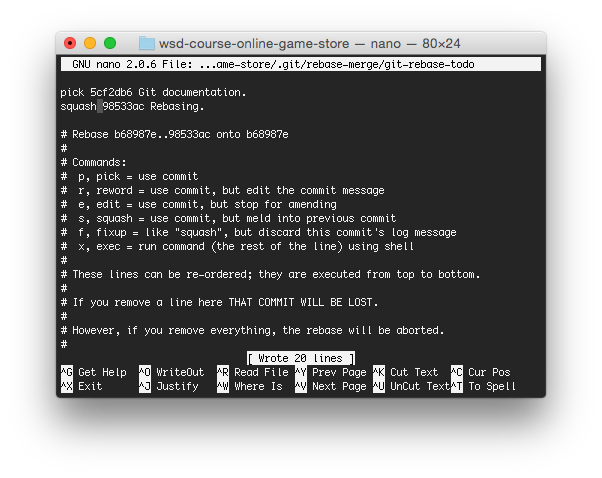 wsd-course-online-game-store — nano — 80×24
GNU nano 2.0.6 File: ...ame-store/.git/rebase-merge/git-rebase-todo
pick 5cf2db6 Git documentation.
squash 98533ac Rebasing.
# Rebase b68987e..98533ac onto b68987e
#
# Commands:
#  p, pick = use commit
#  r, reword = use commit, but edit the commit message
#  e, edit = use commit, but stop for amending
#  s, squash = use commit, but meld into previous commit
#  f, fixup = like "squash", but discard this commit's log message
#  x, exec = run command (the rest of the line) using shell
#
# These lines can be re-ordered; they are executed from top to bottom.
#
# If you remove a line here THAT COMMIT WILL BE LOST.
#
# However, if you remove everything, the rebase will be aborted.
#
[ Wrote 20 lines ]
^G Get Help ^O WriteOut ^R Read File ^Y Prev Page ^K Cut Text ^C Cur Pos
^X Exit ^J Justify ^W Where Is ^V Next Page ^U UnCut Text ^T To Spell